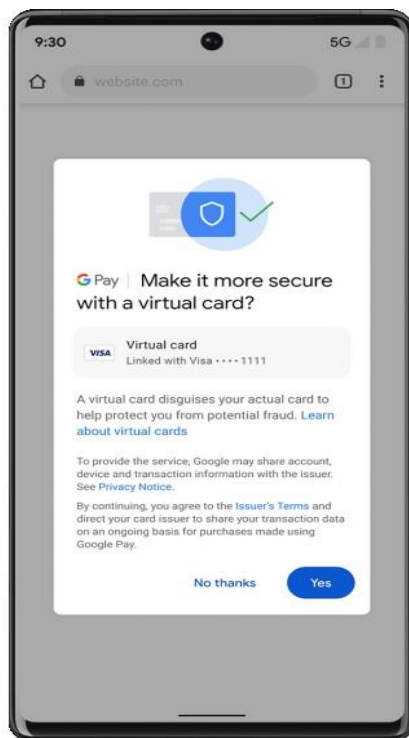 9:30 5G
website.com 1
G Pay | Make it more secure
with a virtual card?
VISA Virtual card
Linked with Visa •••• 1111
A virtual card disguises your actual card to
help protect you from potential fraud. Learn
about virtual cards
To provide the service, Google may share account,
device and transaction information with the issuer.
See Privacy Notice.
By continuing, you agree to the Issuer's Terms and
direct your card issuer to share your transaction data
on an ongoing basis for purchases made using
Google Pay.
No thanks Yes